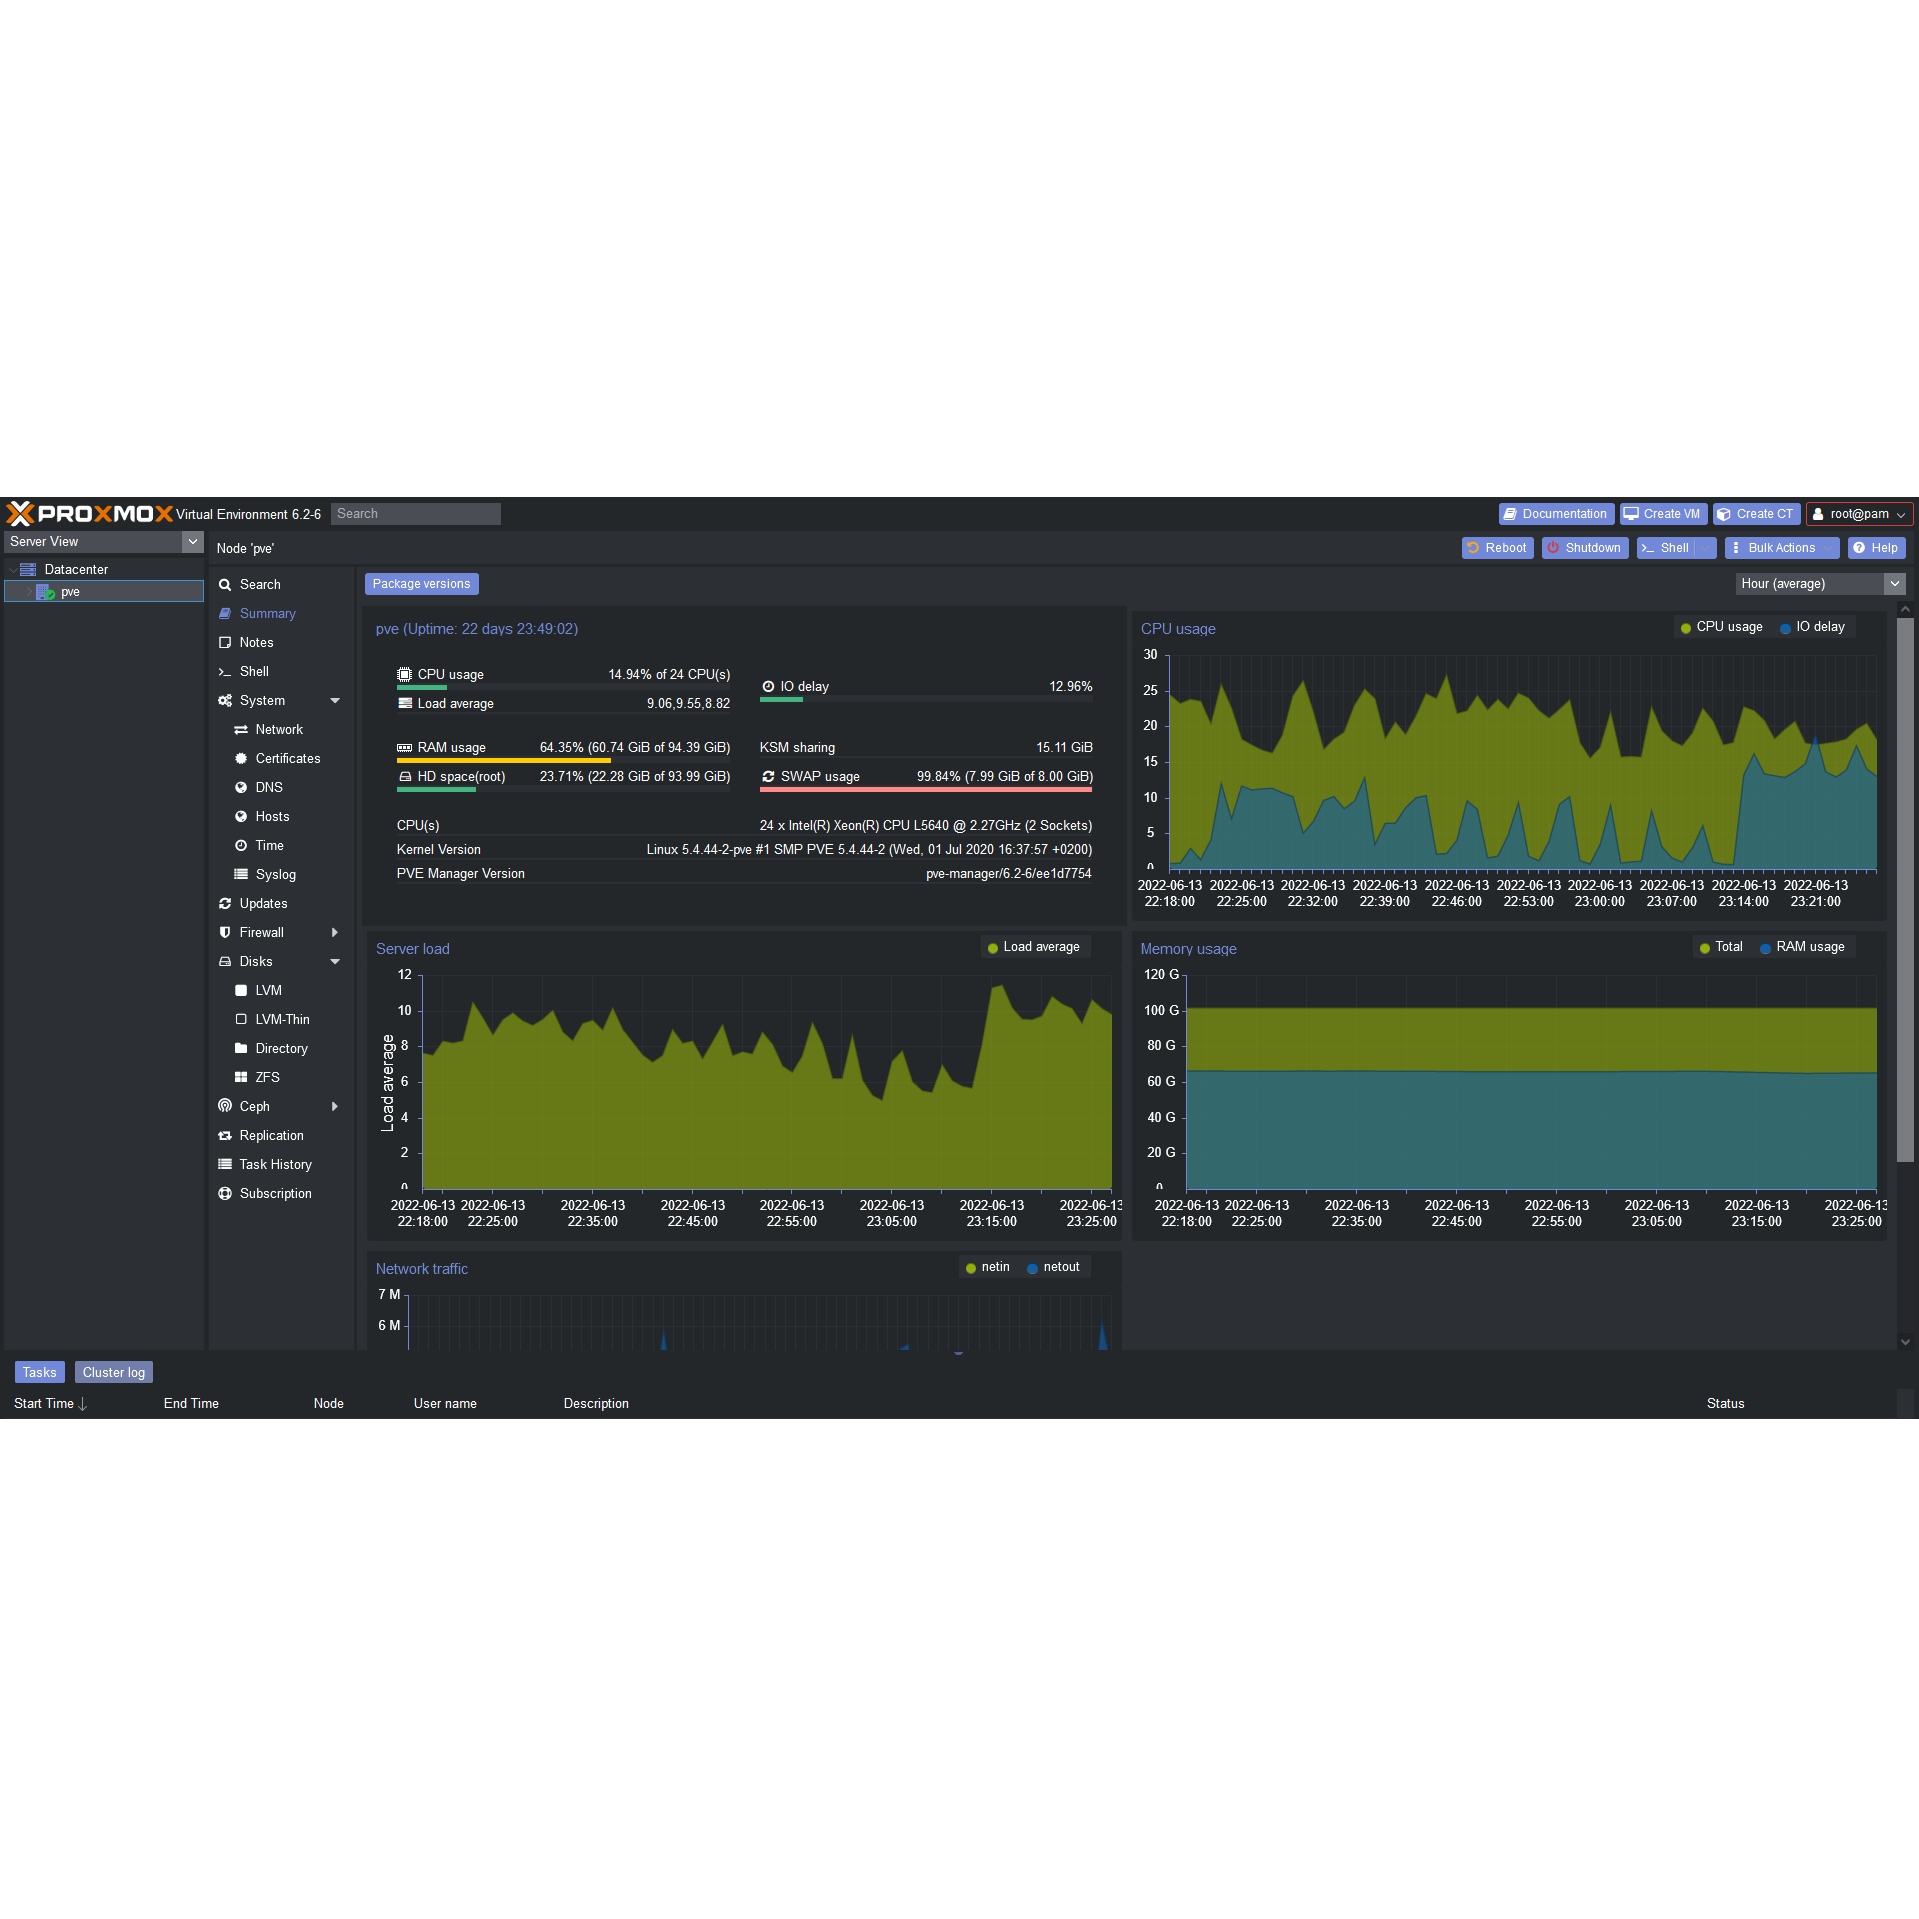 PROXMOX Virtual Environment 6.2-6 Search Documentation Create VM Create CT root@pam
Server View
Node 'pve' Reboot Shutdown Shell Bulk Actions Help
Datacenter
pve
Search
Summary
Notes
Shell
System
Network
Certificates
DNS
Hosts
Time
Syslog
Updates
Firewall
Disks
LVM
LVM-Thin
Directory
ZFS
Ceph
Replication
Task History
Subscription
Package versions Hour (average)
pve (Uptime: 22 days 23:49:02)
CPU usage 14.94% of 24 CPU(s)
IO delay 12.96%
Load average 9.06,9.55,8.82
RAM usage 64.35% (60.74 GiB of 94.39 GiB)
KSM sharing 15.11 GiB
HD space(root) 23.71% (22.28 GiB of 93.99 GiB)
SWAP usage 99.84% (7.99 GiB of 8.00 GiB)
CPU(s) 24 x Intel(R) Xeon(R) CPU L5640 @ 2.27GHz (2 Sockets)
Kernel Version Linux 5.4.44-2-pve #1 SMP PVE 5.4.44-2 (Wed, 01 Jul 2020 16:37:57 +0200)
PVE Manager Version pve-manager/6.2-6/ee1d7754
CPU usage CPU usage IO delay
30
25
20
15
10
5
0
2022-06-13 2022-06-13 2022-06-13 2022-06-13 2022-06-13 2022-06-13 2022-06-13 2022-06-13 2022-06-13 2022-06-13
22:18:00 22:25:00 22:32:00 22:39:00 22:46:00 22:53:00 23:00:00 23:07:00 23:14:00 23:21:00
Server load Load average
Load average
12
10
8
6
4
2
0
2022-06-13 2022-06-13 2022-06-13 2022-06-13 2022-06-13 2022-06-13 2022-06-13 2022-06-13
22:18:00 22:25:00 22:35:00 22:45:00 22:55:00 23:05:00 23:15:00 23:25:00
Memory usage Total RAM usage
120 G
100 G
80 G
60 G
40 G
20 G
0
2022-06-13 2022-06-13 2022-06-13 2022-06-13 2022-06-13 2022-06-13 2022-06-13 2022-06-13
22:18:00 22:25:00 22:35:00 22:45:00 22:55:00 23:05:00 23:15:00 23:25:00
Network traffic netin netout
7 M
6 M
Tasks Cluster log
Start Time End Time Node User name Description Status